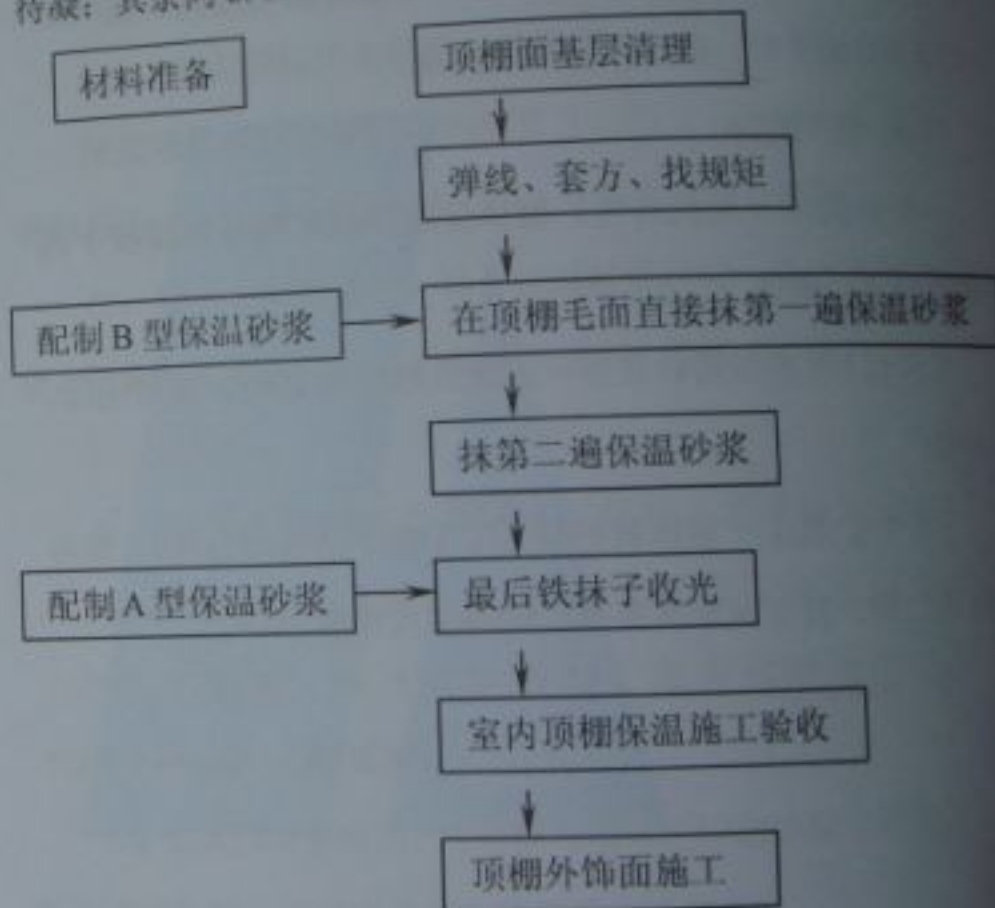 待凝;
材料准备
顶棚面基层清理
弹线、套方、找规矩
配制B型保温砂浆
在顶棚毛面直接抹第一遍保温砂浆
抹第二遍保温砂浆
配制A型保温砂浆
最后铁抹子收光
室内顶棚保温施工验收
顶棚外饰面施工